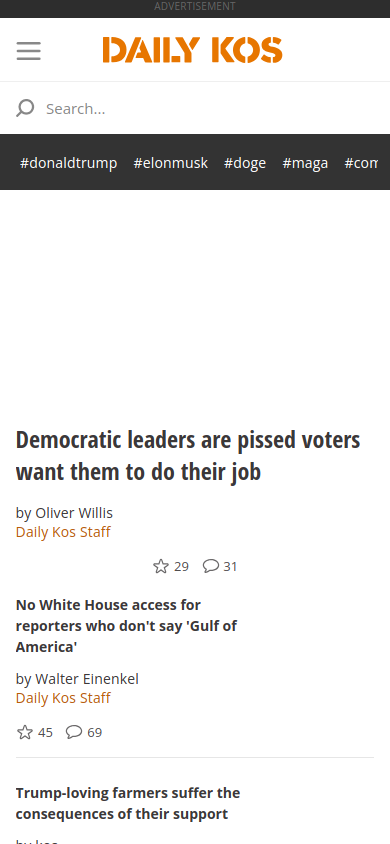 ADVERTISEMENT
DAILY KOS
Search...
#donaldtrump #elonmusk #doge #maga #com
Democratic leaders are pissed voters
want them to do their job
by Oliver Willis
Daily Kos Staff
29 31
No White House access for
reporters who don't say 'Gulf of
America'
by Walter Einenkel
Daily Kos Staff
45 69
Trump-loving farmers suffer the
consequences of their support
by kos